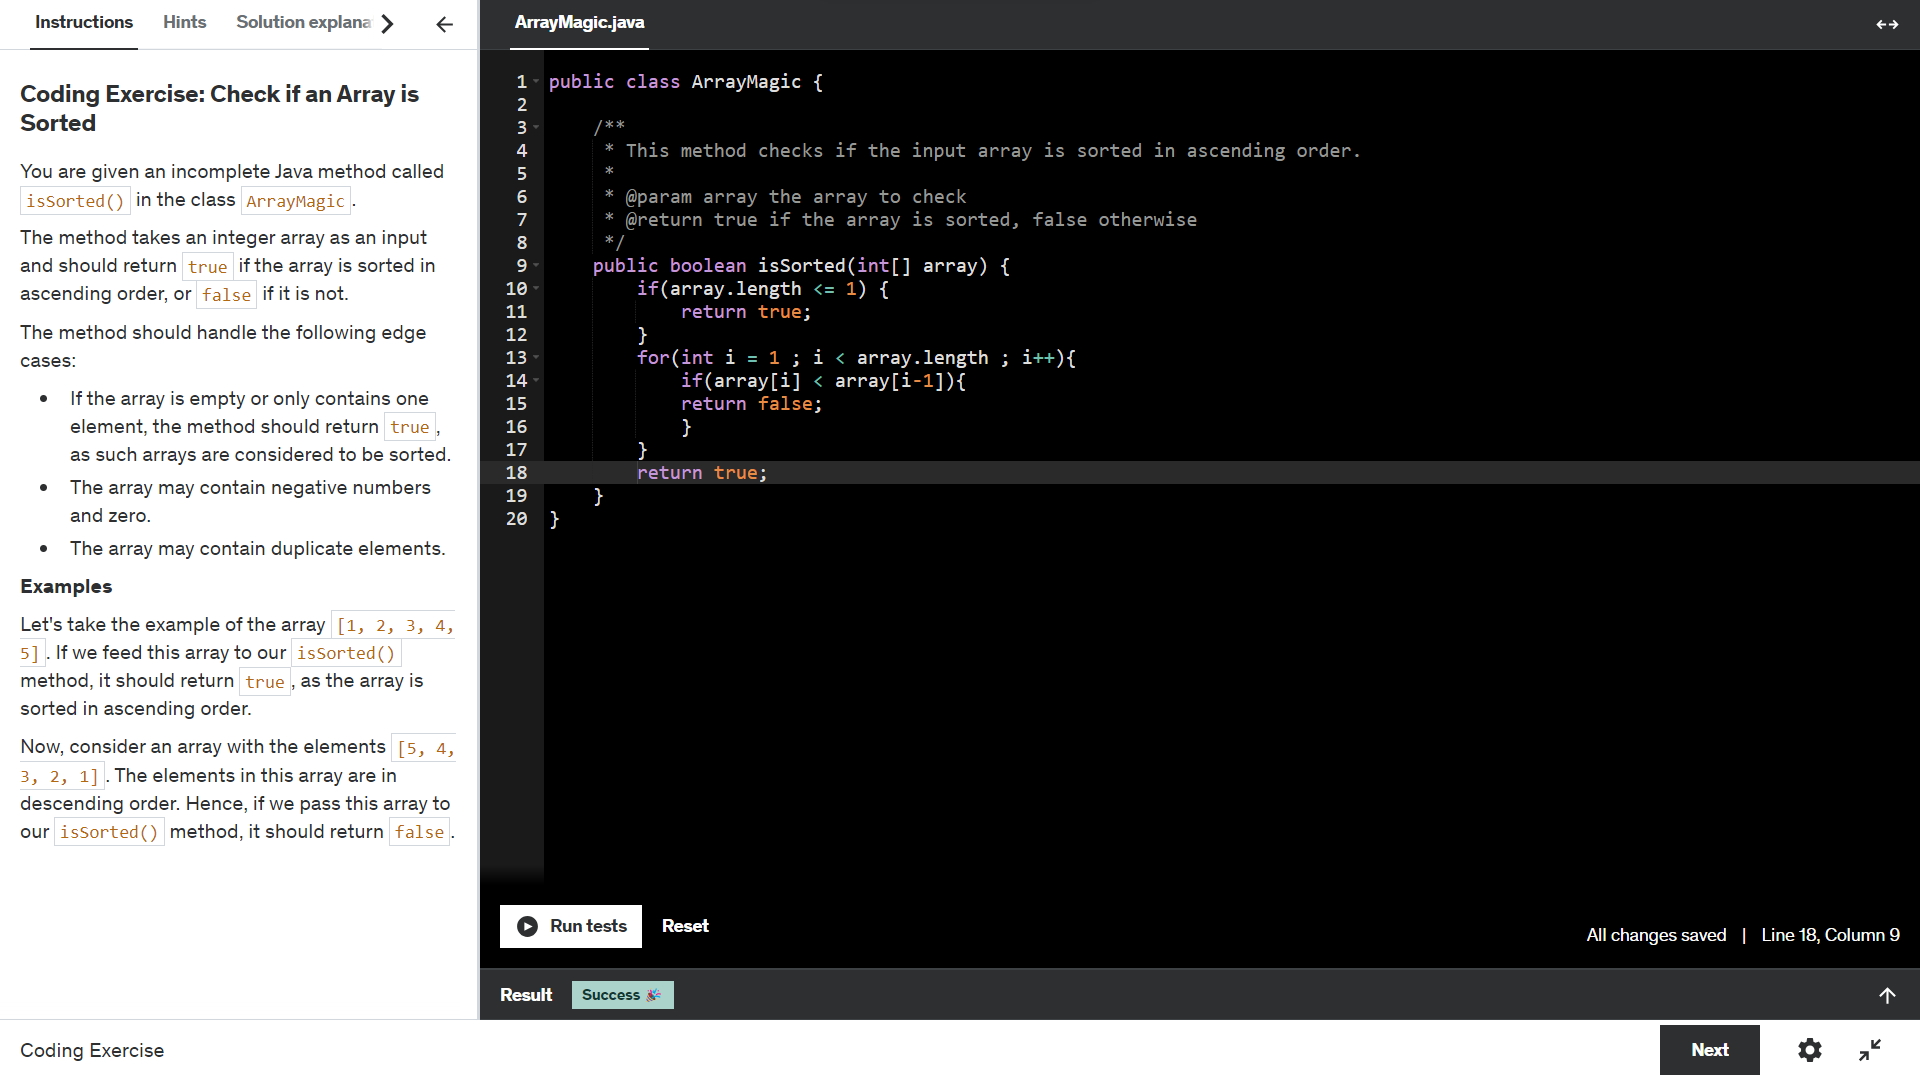 Instructions
Hints
Solution explana
Coding Exercise: Check if an Array is
Sorted
You are given an incomplete Java method called
isSorted() in the class ArrayMagic.
The method takes an integer array as an input
and should return true if the array is sorted in
ascending order, or false if it is not.
The method should handle the following edge
cases:
• If the array is empty or only contains one
element, the method should return true,
as such arrays are considered to be sorted.
• The array may contain negative numbers
and zero.
• The array may contain duplicate elements.
Examples
Let's take the example of the array [1, 2, 3, 4,
5]. If we feed this array to our isSorted()
method, it should return true, as the array is
sorted in ascending order.
Now, consider an array with the elements [5, 4,
3, 2, 1]. The elements in this array are in
descending order. Hence, if we pass this array to
our isSorted() method, it should return false.
ArrayMagic.java
1 public class ArrayMagic {
2
3     /**
4      * This method checks if the input array is sorted in ascending order.
5      *
6      * @param array the array to check
7      * @return true if the array is sorted, false otherwise
8      */
9     public boolean isSorted(int[] array) {
10         if(array.length <= 1) {
11             return true;
12         }
13         for(int i = 1 ; i < array.length ; i++){
14             if(array[i] < array[i-1]){
15             return false;
16             }
17         }
18         return true;
19     }
20 }
Run tests
Reset
All changes saved | Line 18, Column 9
Result
Success 🎉
Coding Exercise
Next